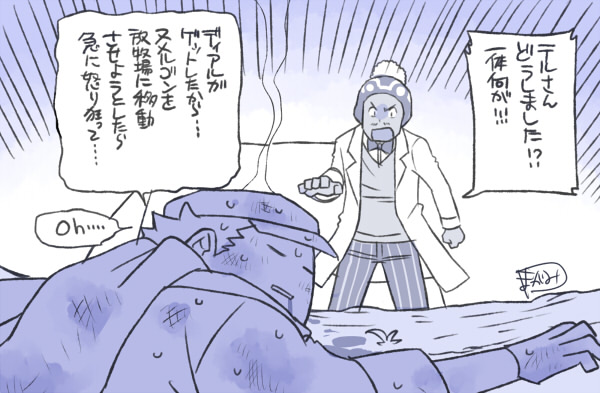 テルさん
どうしました!?
一体何が!!!
ディアルが
ゲットしたから…
ヌメルゴンを
放牧場に移動
させようとしたら
急に怒り狂って…
Oh....